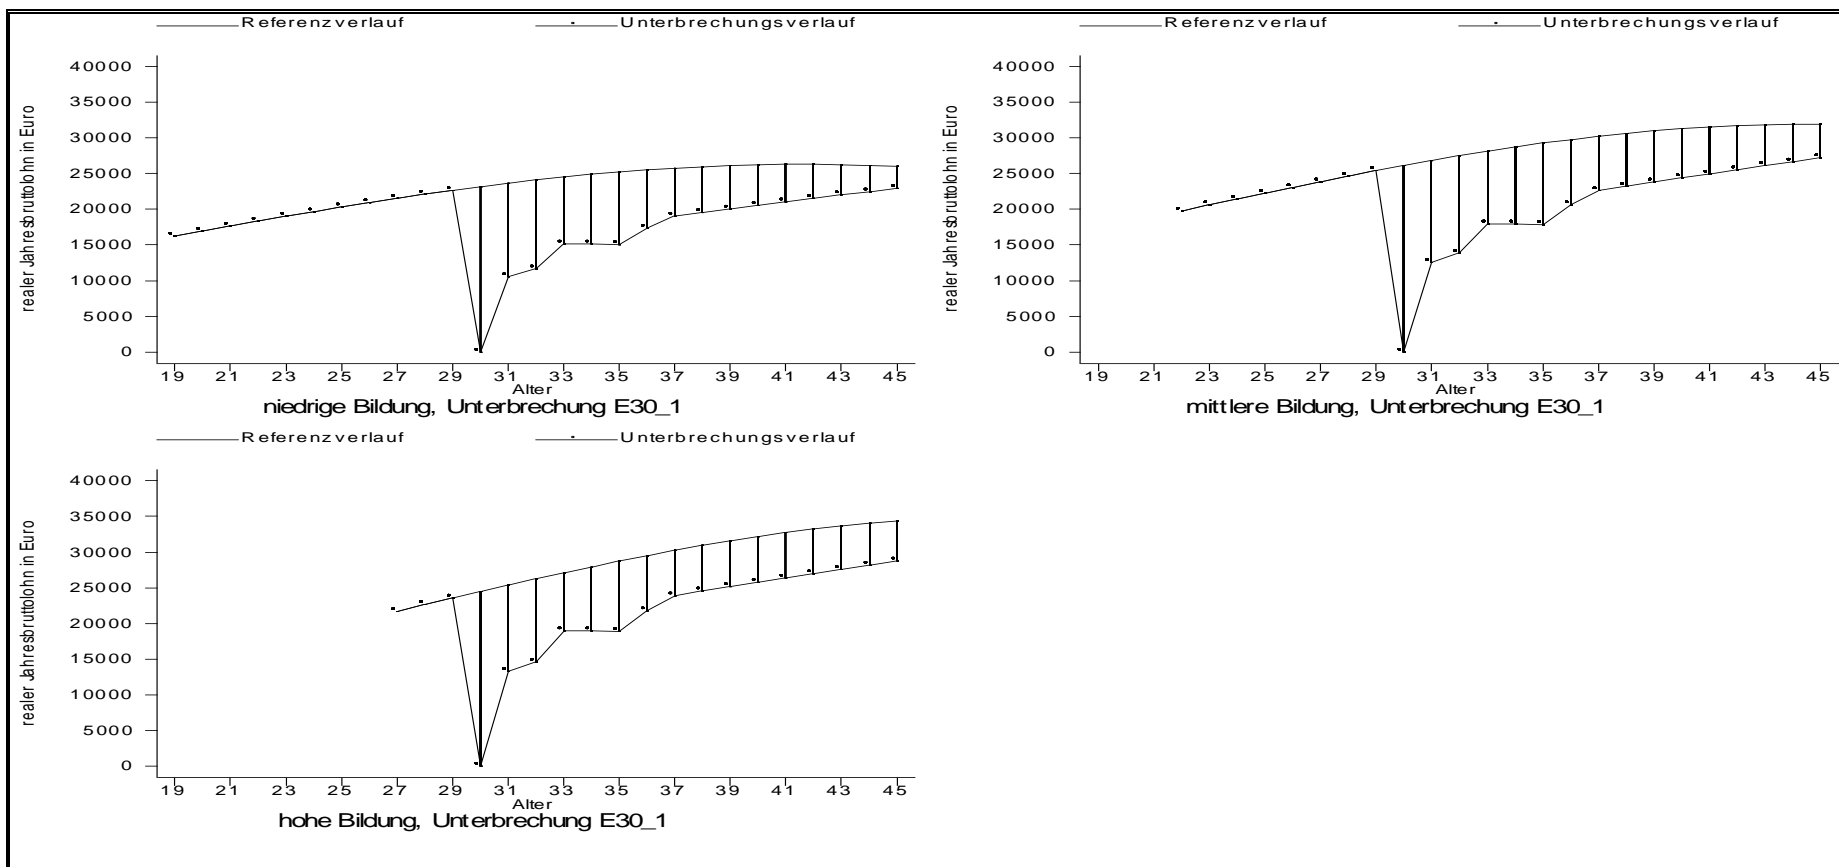 Referenzverlauf Unterbrechungsverlauf
realer Jahresbruttolohn in Euro
40000
35000
30000
25000
20000
15000
10000
5000
0
19 21 23 25 27 29 31 33 35 37 39 41 43 45
Alter
niedrige Bildung, Unterbrechung E30_1
Referenzverlauf Unterbrechungsverlauf
realer Jahresbruttolohn in Euro
40000
35000
30000
25000
20000
15000
10000
5000
0
19 21 23 25 27 29 31 33 35 37 39 41 43 45
Alter
mittlere Bildung, Unterbrechung E30_1
Referenzverlauf Unterbrechungsverlauf
realer Jahresbruttolohn in Euro
40000
35000
30000
25000
20000
15000
10000
5000
0
19 21 23 25 27 29 31 33 35 37 39 41 43 45
Alter
hohe Bildung, Unterbrechung E30_1